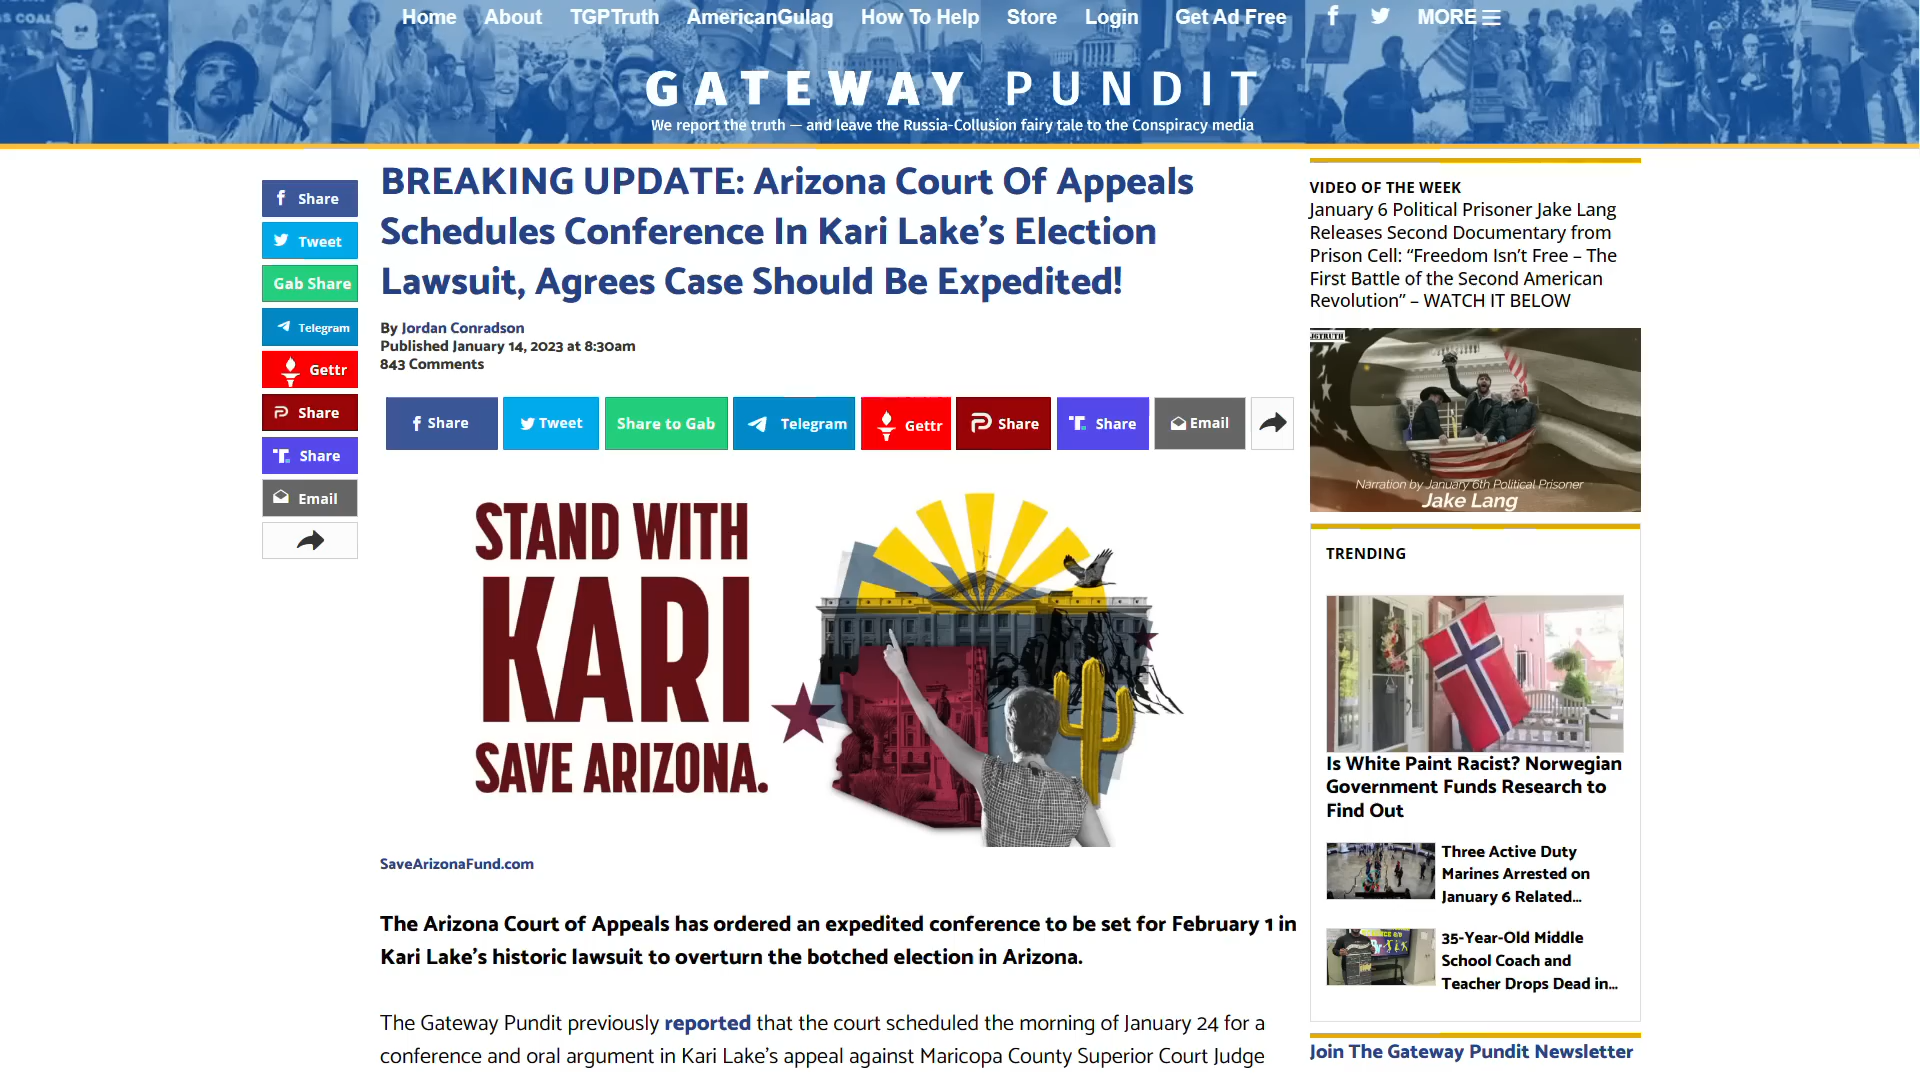 Home About TGPTruth AmericanGulag How To Help Store Login Get Ad Free MORE
S COAL
GATEWAY PUNDIT
We report the truth — and leave the Russia-Collusion fairy tale to the Conspiracy media
BREAKING UPDATE: Arizona Court Of Appeals
Schedules Conference In Kari Lake’s Election
Lawsuit, Agrees Case Should Be Expedited!
By Jordan Conradson
Published January 14, 2023 at 8:30am
843 Comments
Share
Tweet
Gab Share
Telegram
Gettr
Share
Share
Email
Share Tweet Share to Gab Telegram Gettr Share Share Email
STAND WITH
KARI
SAVE ARIZONA.
SaveArizonaFund.com
The Arizona Court of Appeals has ordered an expedited conference to be set for February 1 in
Kari Lake’s historic lawsuit to overturn the botched election in Arizona.
The Gateway Pundit previously reported that the court scheduled the morning of January 24 for a
conference and oral argument in Kari Lake’s appeal against Maricopa County Superior Court Judge
VIDEO OF THE WEEK
January 6 Political Prisoner Jake Lang
Releases Second Documentary from
Prison Cell: “Freedom Isn’t Free – The
First Battle of the Second American
Revolution” – WATCH IT BELOW
Narration by January 6th Political Prisoner
Jake Lang
TRENDING
Is White Paint Racist? Norwegian
Government Funds Research to
Find Out
Three Active Duty
Marines Arrested on
January 6 Related...
35-Year-Old Middle
School Coach and
Teacher Drops Dead in...
Join The Gateway Pundit Newsletter